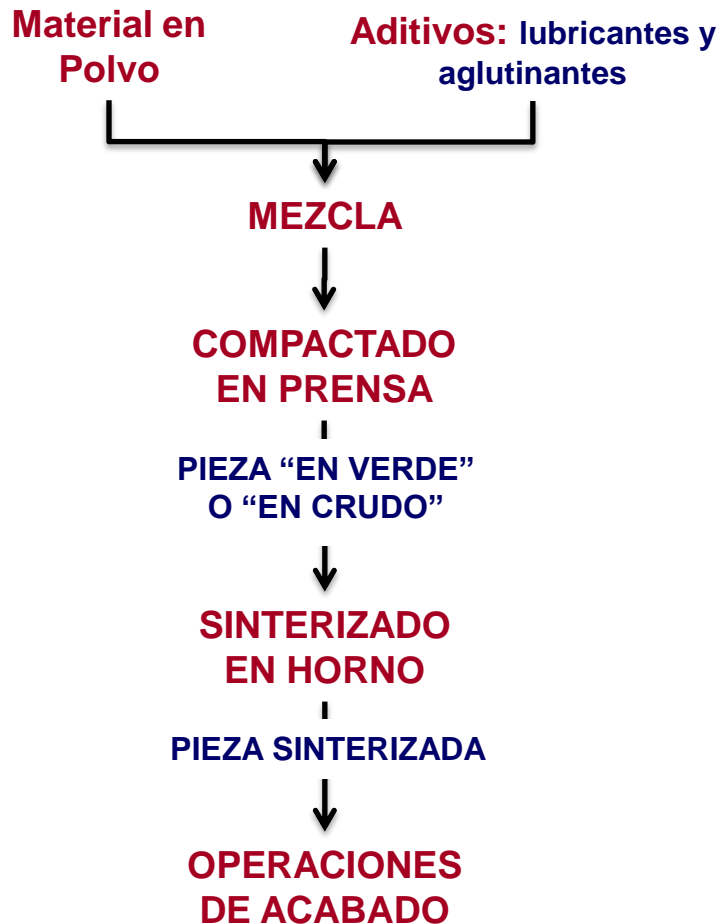 Material en
Polvo
Aditivos: lubricantes y
aglutinantes
MEZCLA
COMPACTADO
EN PRENSA
PIEZA “EN VERDE”
O “EN CRUDO”
SINTERIZADO
EN HORNO
PIEZA SINTERIZADA
OPERACIONES
DE ACABADO